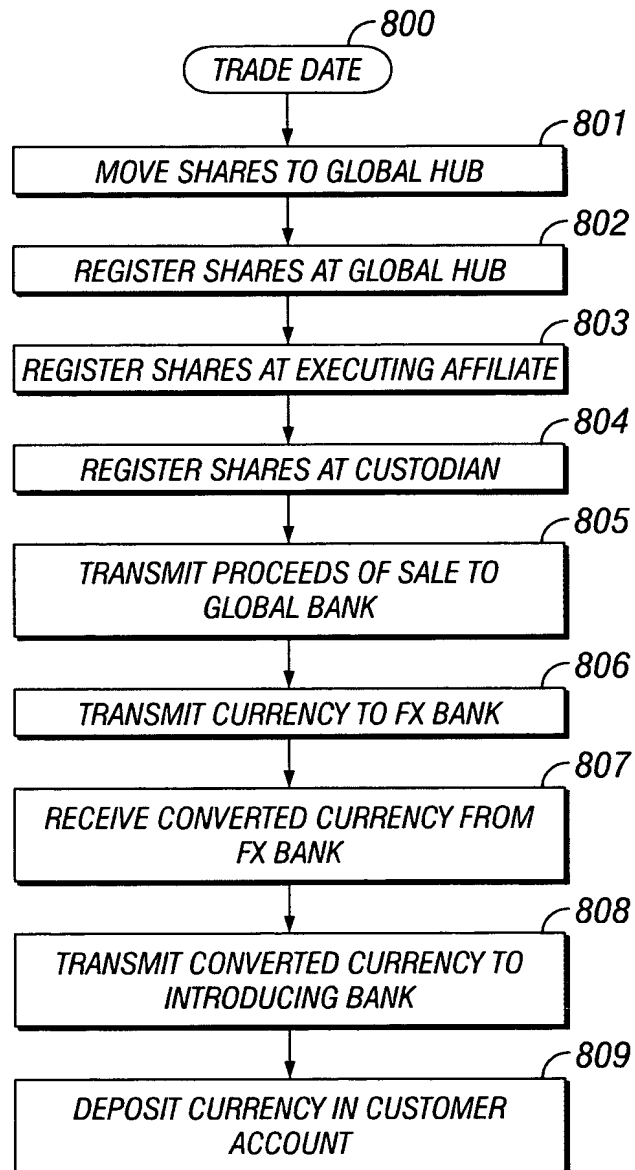 800
TRADE DATE
801
MOVE SHARES TO GLOBAL HUB
802
REGISTER SHARES AT GLOBAL HUB
803
REGISTER SHARES AT EXECUTING AFFILIATE
804
REGISTER SHARES AT CUSTODIAN
805
TRANSMIT PROCEEDS OF SALE TO
GLOBAL BANK
806
TRANSMIT CURRENCY TO FX BANK
807
RECEIVE CONVERTED CURRENCY FROM
FX BANK
808
TRANSMIT CONVERTED CURRENCY TO
INTRODUCING BANK
809
DEPOSIT CURRENCY IN CUSTOMER
ACCOUNT